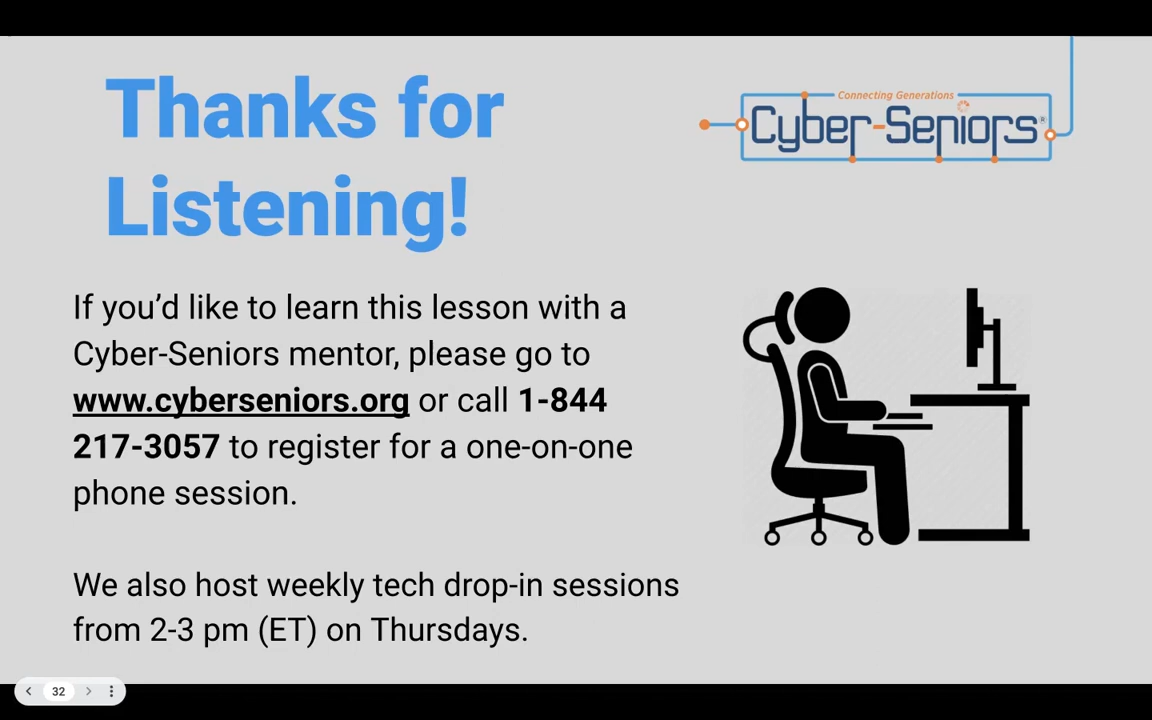 Thanks for
Listening!
Connecting Generations
Cyber-Seniors®
If you’d like to learn this lesson with a
Cyber-Seniors mentor, please go to
www.cyberseniors.org or call 1-844
217-3057 to register for a one-on-one
phone session.
We also host weekly tech drop-in sessions
from 2-3 pm (ET) on Thursdays.
32